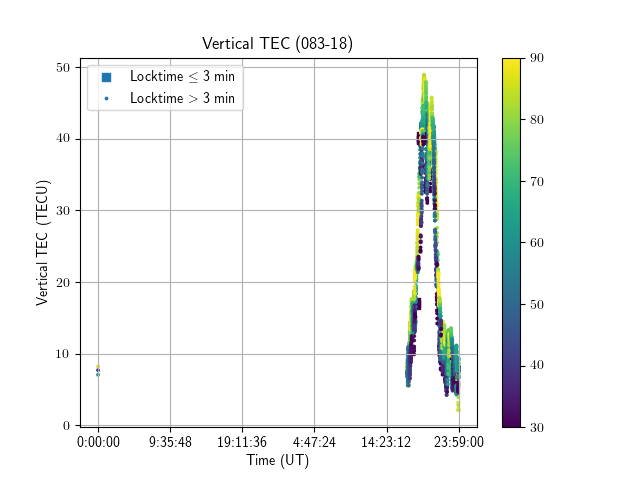 Vertical TEC (083-18)
Locktime ≤ 3 min
Locktime > 3 min
Vertical TEC (TECU)
50
40
30
20
10
0
0:00:00 9:35:48 19:11:36 4:47:24 14:23:12 23:59:00
Time (UT)
90
80
70
60
50
40
30